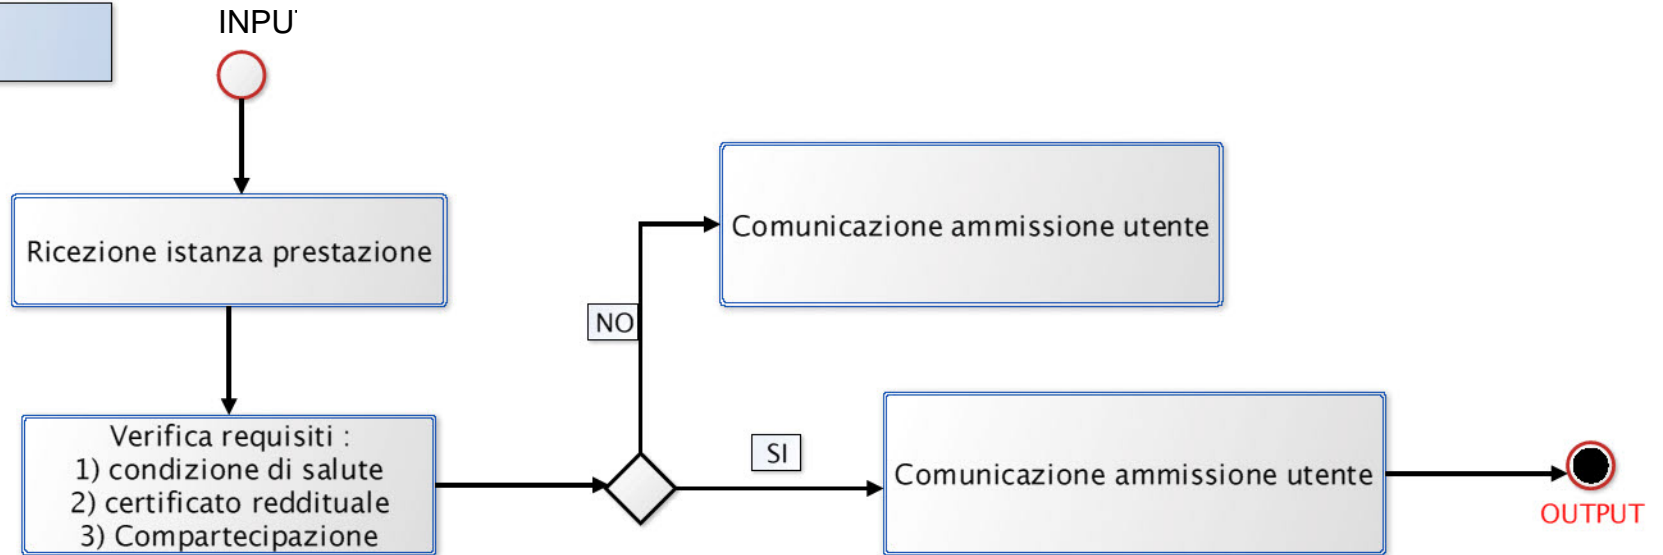 INPU
Ricezione istanza prestazione
Verifica requisiti :
1) condizione di salute
2) certificato reddituale
3) Compartecipazione
NO
Comunicazione ammissione utente
SI
Comunicazione ammissione utente
OUTPUT